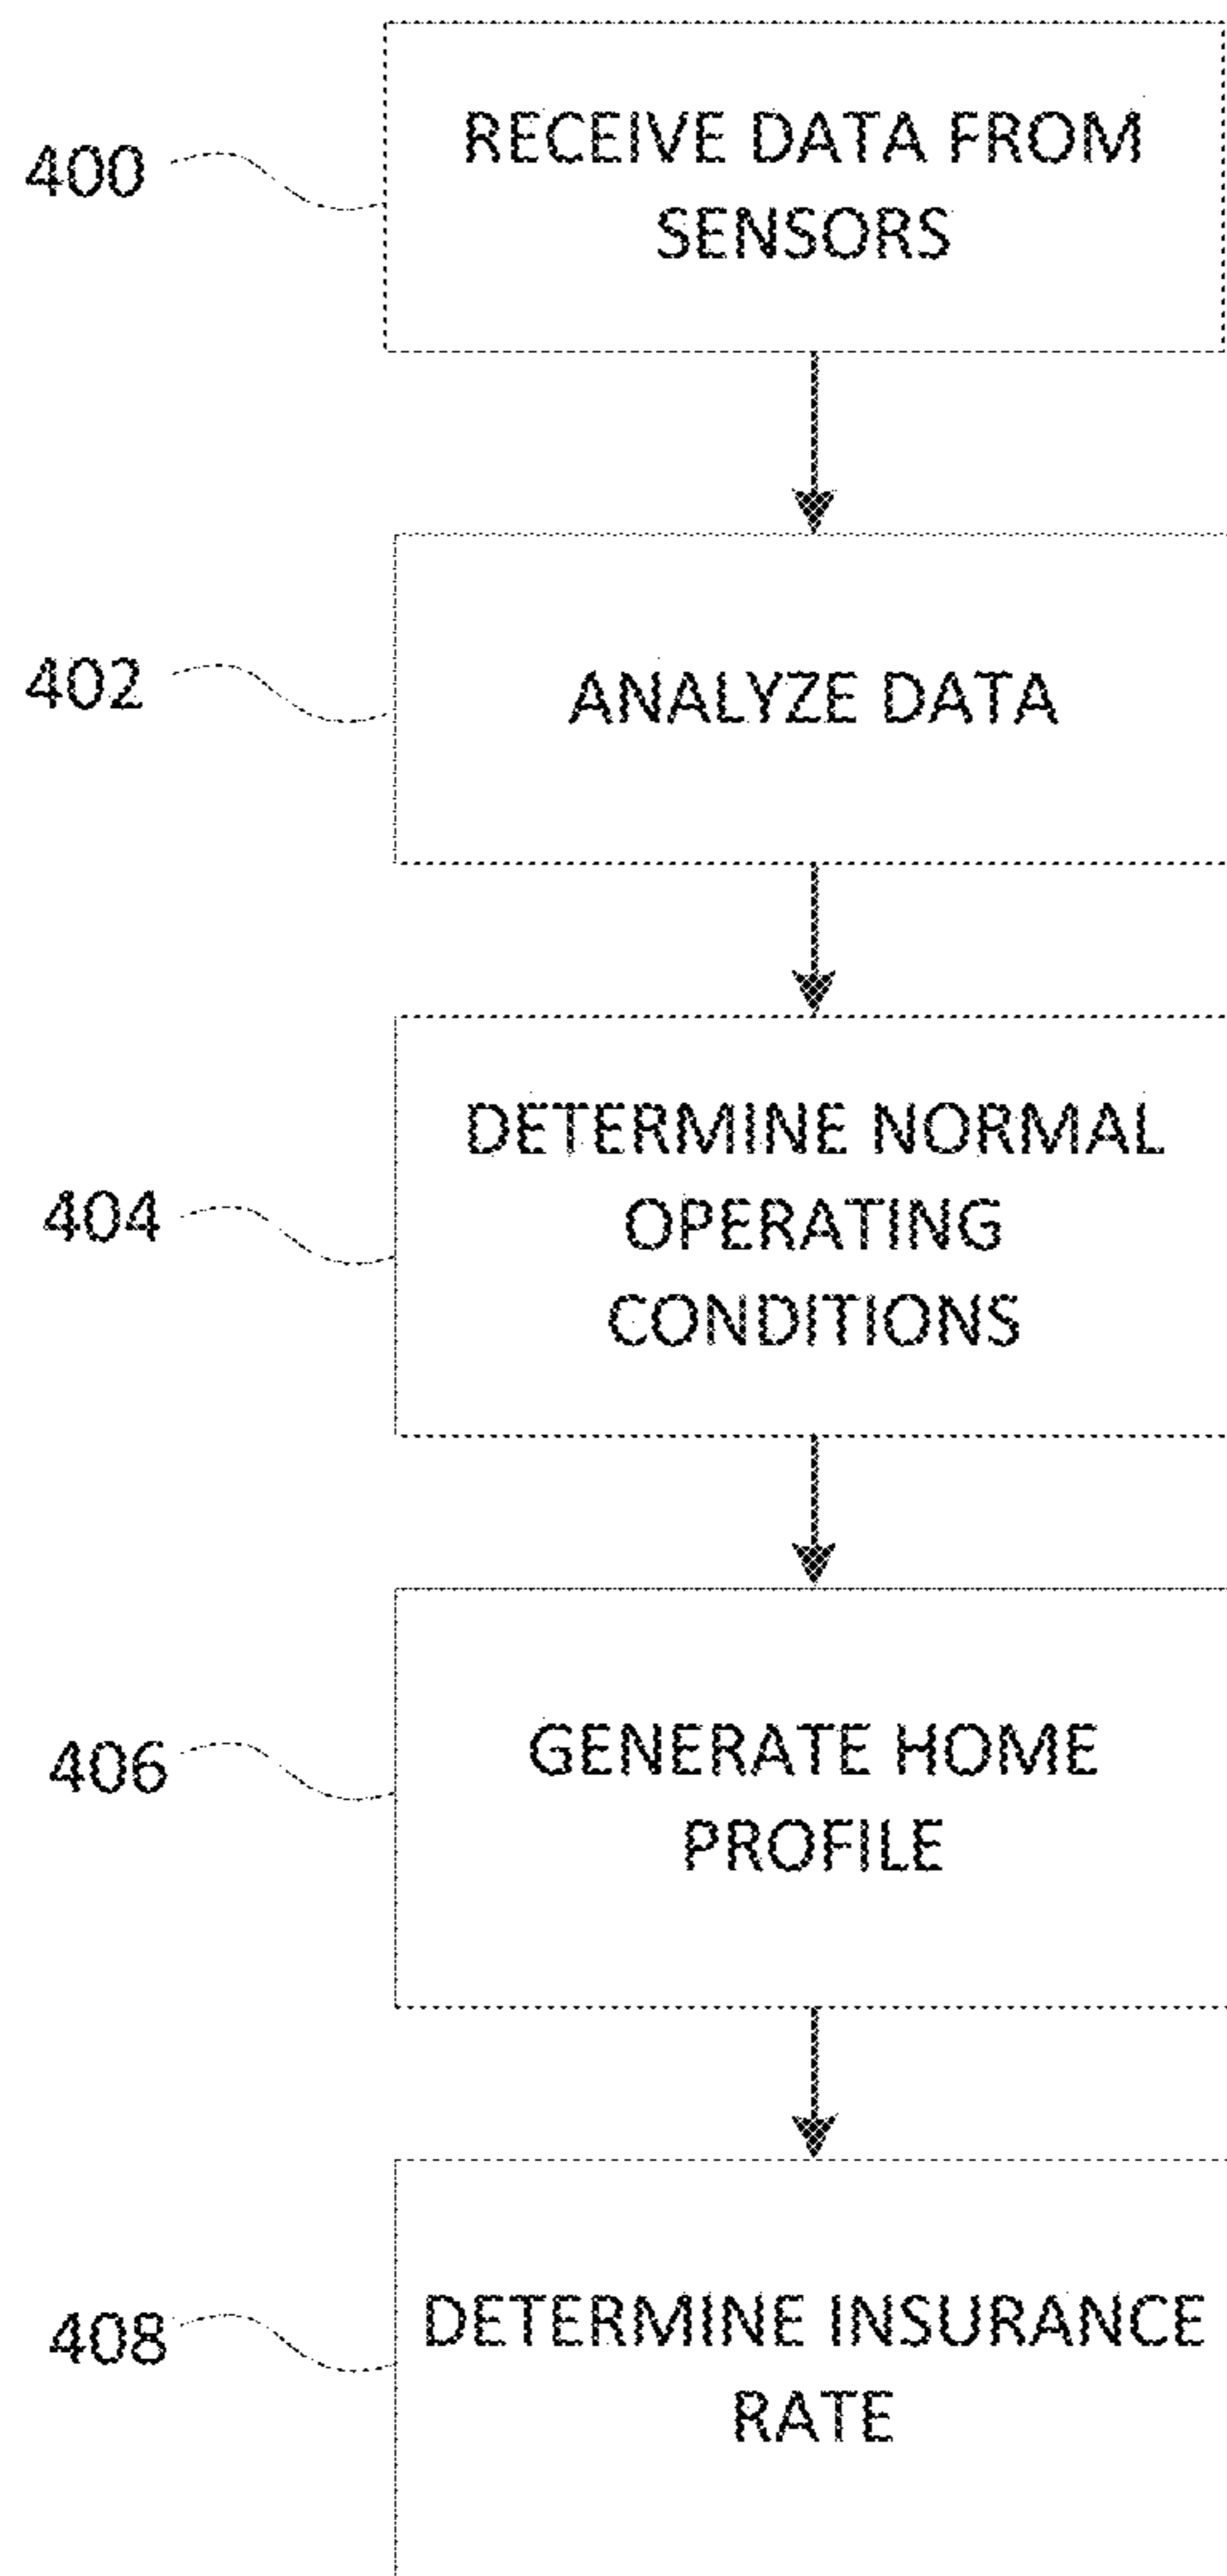 400
RECEIVE DATA FROM
SENSORS
402
ANALYZE DATA
404
DETERMINE NORMAL
OPERATING
CONDITIONS
406
GENERATE HOME
PROFILE
408
DETERMINE INSURANCE
RATE